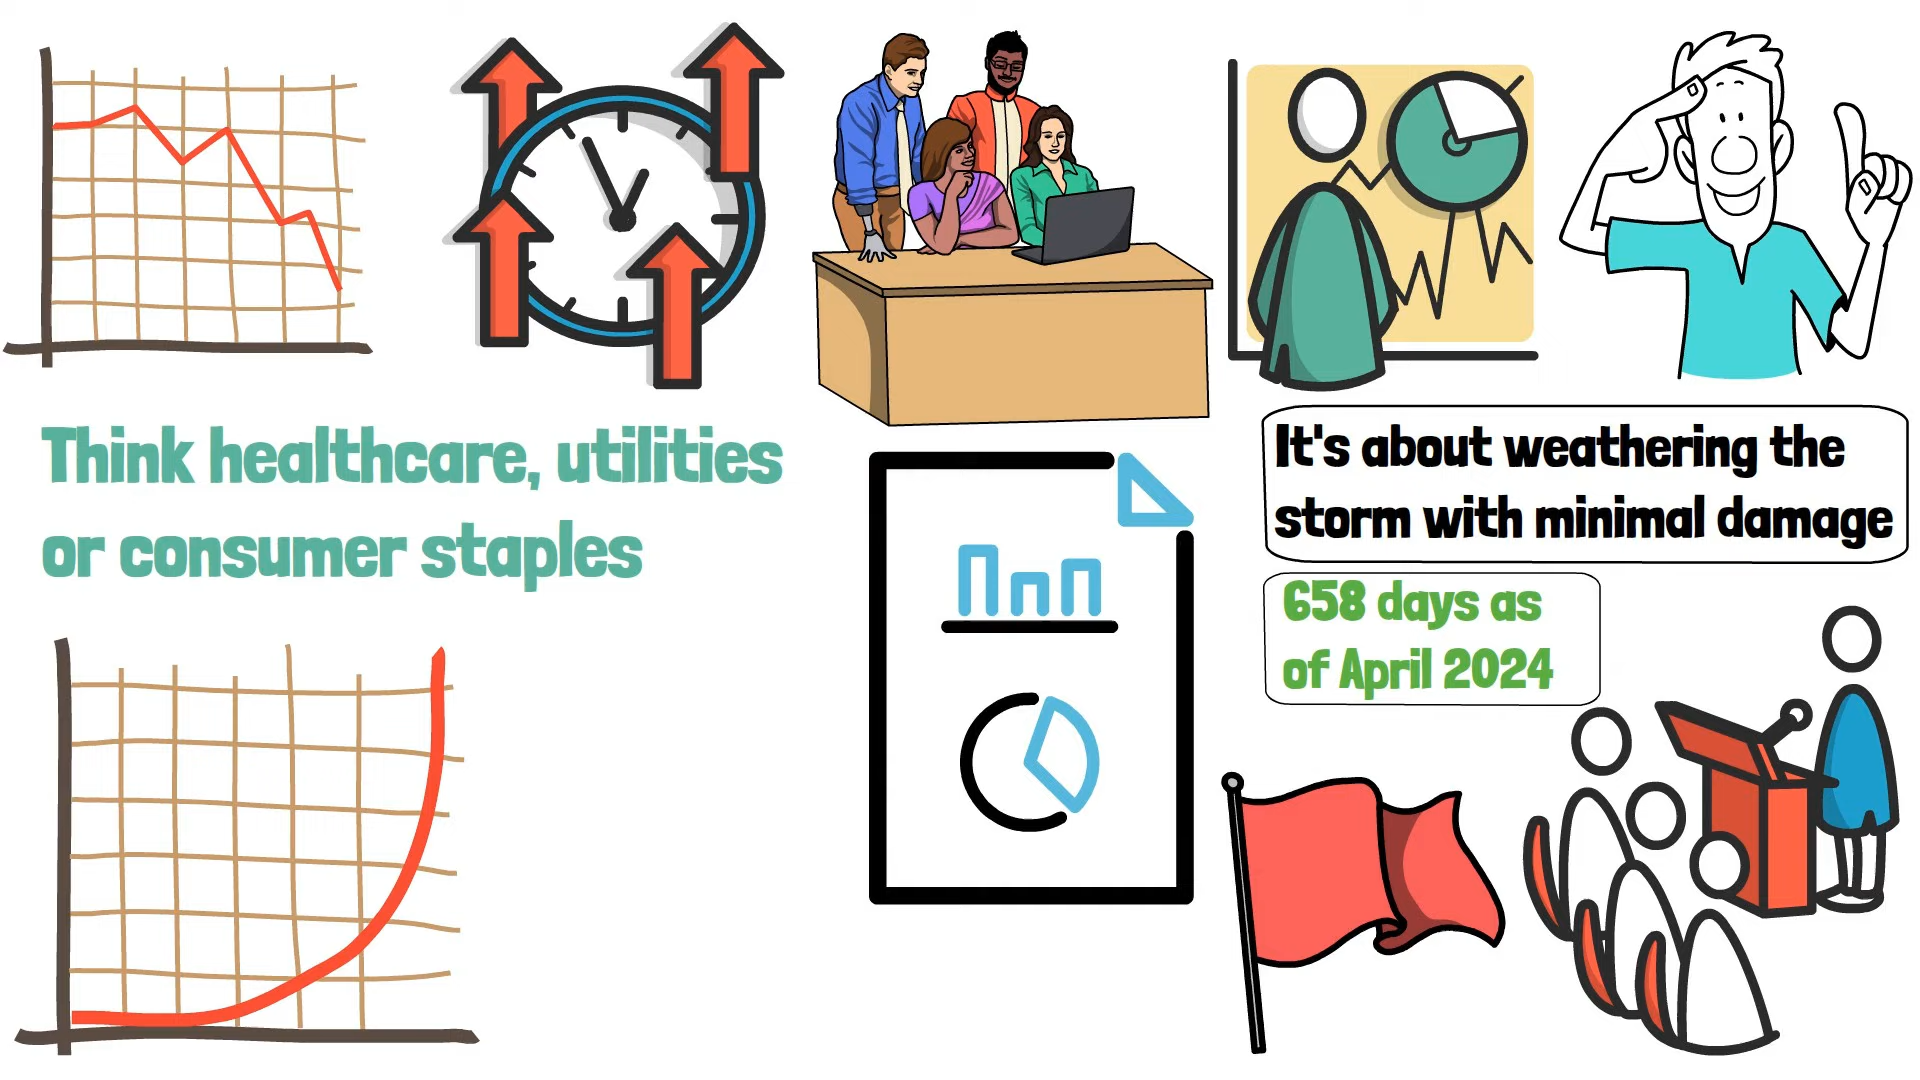 Think healthcare, utilities
or consumer staples
It's about weathering the
storm with minimal damage
658 days as
of April 2024